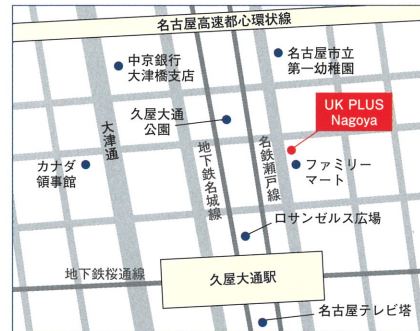 名古屋高速都心環状線
中京銀行
大津橋支店
名古屋市立
第一幼稚園
久屋大通
公園
UK PLUS
Nagoya
大津通
カナダ
領事館
地下鉄名城線
名鉄瀬戸線
ファミリー
マート
ロサンゼルス広場
地下鉄桜通線
久屋大通駅
名古屋テレビ塔